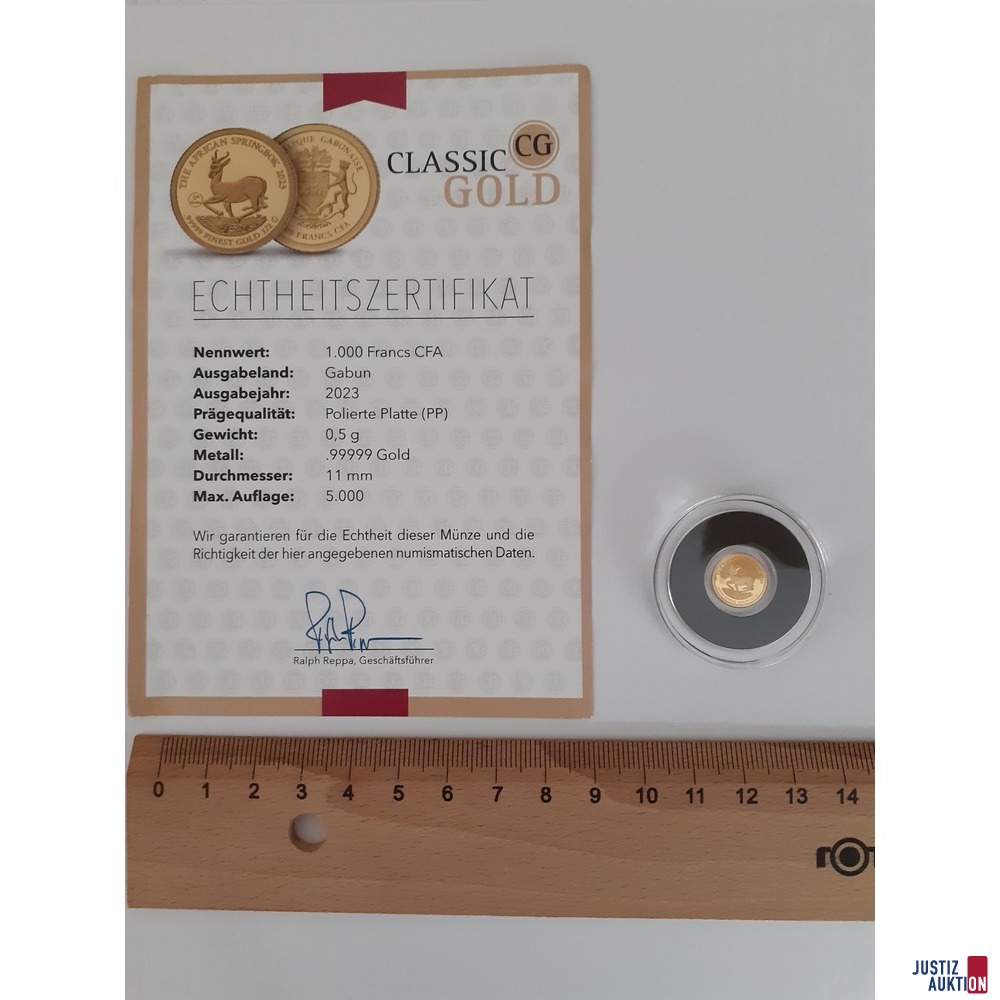 THE AFRICAN SPRINGBOK 2023
.99999 FINEST GOLD 1/2 G
IQUE GABONAISE
FRANCS CFA
CLASSIC CG
GOLD
ECHTHEITSZERTIFIKAT
Nennwert: 1.000 Francs CFA
Ausgabeland: Gabun
Ausgabejahr: 2023
Prägequalität: Polierte Platte (PP)
Gewicht: 0,5 g
Metall: .99999 Gold
Durchmesser: 11 mm
Max. Auflage: 5.000
Wir garantieren für die Echtheit dieser Münze und die
Richtigkeit der hier angegebenen numismatischen Daten.
Ralph Reppa, Geschäftsführer
0 1 2 3 4 5 6 7 8 9 10 11 12 13 14
JUSTIZ
AUKTION